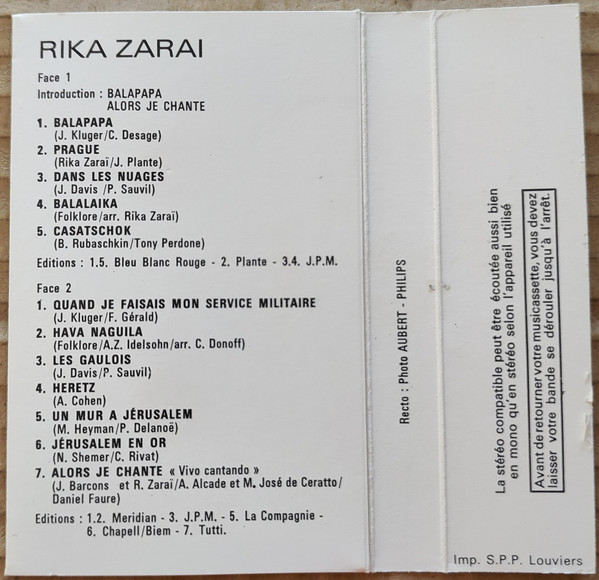 RIKA ZARAI
Face 1
Introduction : BALAPAPA
ALORS JE CHANTE
1. BALAPAPA
(J. Kluger/C. Desage)
2. PRAGUE
(Rika Zaraï/J. Plante)
3. DANS LES NUAGES
(J. Davis /P. Sauvil)
4. BALALAIKA
(Folklore/arr. Rika Zaraï)
5. CASATSCHOK
(B. Rubaschkin/Tony Perdone)
Editions : 1.5. Bleu Blanc Rouge - 2. Plante - 3.4. J.P.M.
Face 2
1. QUAND JE FAISAIS MON SERVICE MILITAIRE
(J. Kluger/F. Gérald)
2. HAVA NAGUILA
(Folklore/A.Z. Idelsohn/arr. C. Donoff)
3. LES GAULOIS
(J. Davis/P. Sauvil)
4. HERETZ
(A. Cohen)
5. UN MUR A JÉRUSALEM
(M. Heyman/P. Delanoë)
6. JÉRUSALEM EN OR
(N. Shemer/C. Rivat)
7. ALORS JE CHANTE « Vivo cantando »
(J. Barcons et R. Zaraï/A. Alcade et M. José de Ceratto/
Daniel Faure)
Editions : 1.2. Meridian - 3. J.P.M. - 5. La Compagnie -
6. Chapell/Biem - 7. Tutti.
Recto : Photo AUBERT - PHILIPS
La stéréo compatible peut être écoutée aussi bien
en mono qu'en stéréo selon l'appareil utilisé
Avant de retourner votre musicassette, vous devez
laisser votre bande se dérouler jusqu'à l'arrêt.
Imp. S.P.P. Louviers